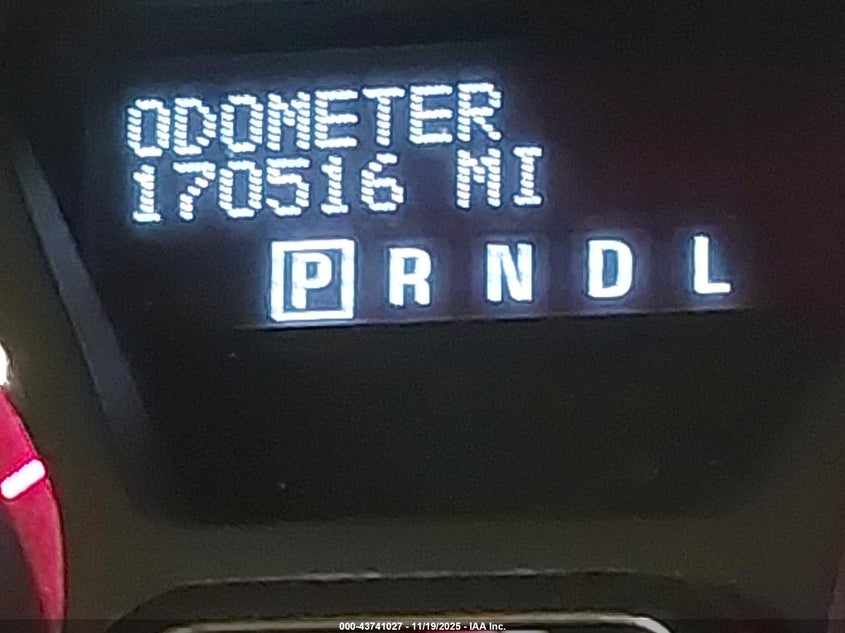 ODOMETER
170516 MI
P R N D L
000-43741027 - 11/19/2025 - IAA Inc.